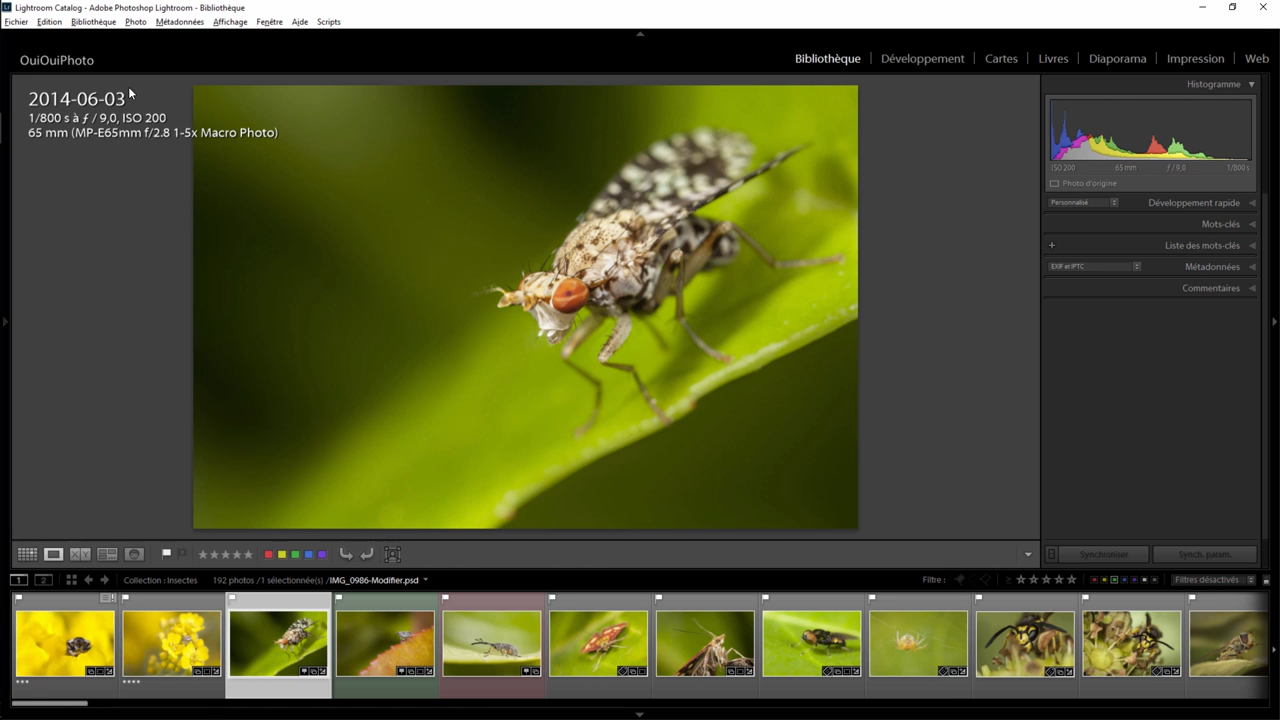 Lightroom Catalog - Adobe Photoshop Lightroom - Bibliothèque
Fichier Edition Bibliothèque Photo Métadonnées Affichage Fenêtre Aide Scripts
OuiOuiPhoto
Bibliothèque | Développement | Cartes | Livres | Diaporama | Impression | Web
2014-06-03
1/800 s à ƒ / 9,0, ISO 200
65 mm (MP-E65mm f/2.8 1-5x Macro Photo)
Histogramme
ISO 200 65 mm ƒ / 9,0 1/800 s
Photo d'origine
Personnalisé Développement rapide
Mots-clés
+ Liste des mots-clés
EXIF et IPTC Métadonnées
Commentaires
X Y
Synchroniser Synch. param.
1 2 Collection : Insectes 192 photos /1 sélectionnée(s) /IMG_0986-Modifier.psd Filtre : Filtres désactivés